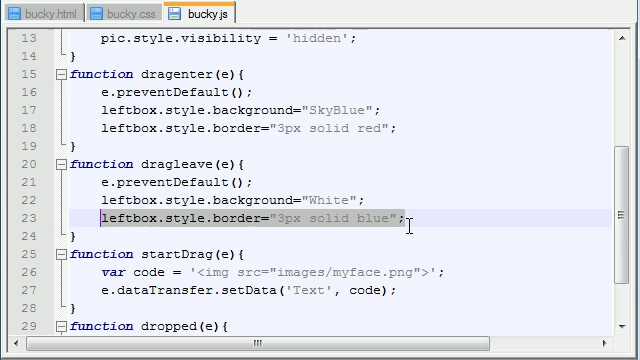 bucky.html bucky.css bucky.js
13 pic.style.visibility = 'hidden';
14 }
15 function dragenter(e){
16 e.preventDefault();
17 leftbox.style.background="SkyBlue";
18 leftbox.style.border="3px solid red";
19 }
20 function dragleave(e){
21 e.preventDefault();
22 leftbox.style.background="White";
23 leftbox.style.border="3px solid blue";
24 }
25 function startDrag(e){
26 var code = '<img src="images/myface.png">';
27 e.dataTransfer.setData('Text', code);
28 }
29 function dropped(e){